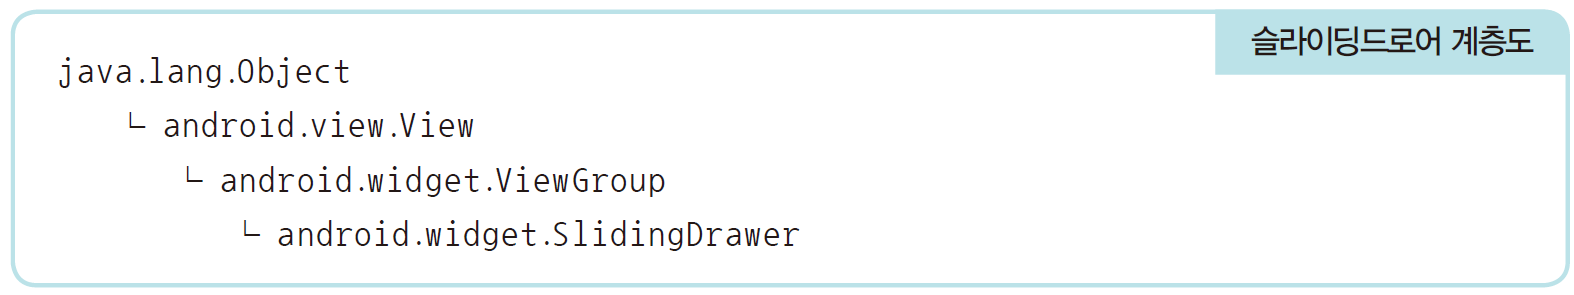 슬라이딩드로어 계층도
java.lang.Object
└ android.view.View
└ android.widget.ViewGroup
└ android.widget.SlidingDrawer